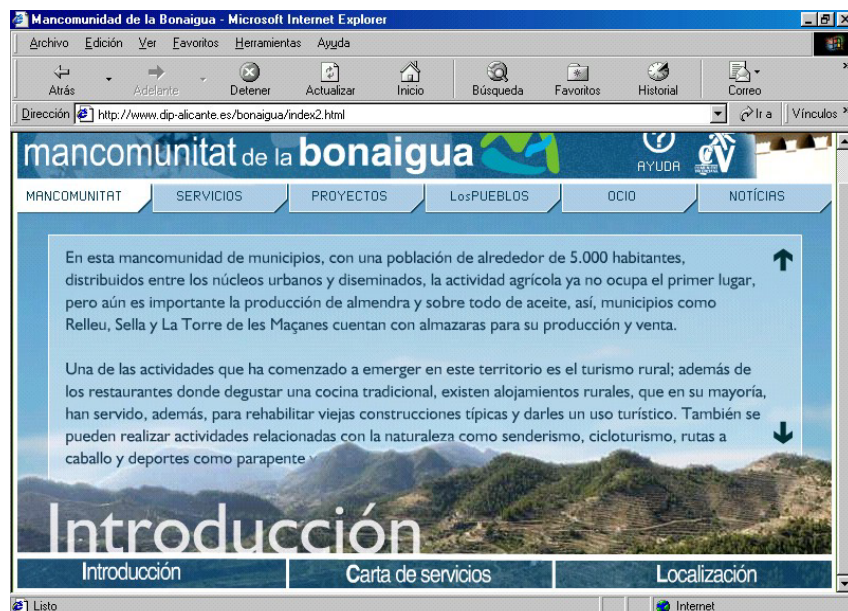 Mancomunidad de la Bonaigua - Microsoft Internet Explorer
Archivo Edición Ver Favoritos Herramientas Ayuda
Atrás Adelante Detener Actualizar Inicio Búsqueda Favoritos Historial Correo
Dirección http://www.dip-alicante.es/bonaigua/index2.html Ir a Vínculos
mancomunitat de la bonaigua
AYUDA
MANCOMUNITAT SERVICIOS PROYECTOS LosPUEBLOS OCIO NOTÍCIAS
En esta mancomunidad de municipios, con una población de alrededor de 5.000 habitantes,
distribuidos entre los núcleos urbanos y diseminados, la actividad agrícola ya no ocupa el primer lugar,
pero aún es importante la producción de almendra y sobre todo de aceite, así, municipios como
Relleu, Sella y La Torre de les Maçanes cuentan con almazaras para su producción y venta.
Una de las actividades que ha comenzado a emerger en este territorio es el turismo rural; además de
los restaurantes donde degustar una cocina tradicional, existen alojamientos rurales, que en su mayoría,
han servido, además, para rehabilitar viejas construcciones típicas y darles un uso turístico. También se
pueden realizar actividades relacionadas con la naturaleza como senderismo, cicloturismo, rutas a
caballo y deportes como parapente
Introducción
Introducción Carta de servicios Localización
Listo Internet